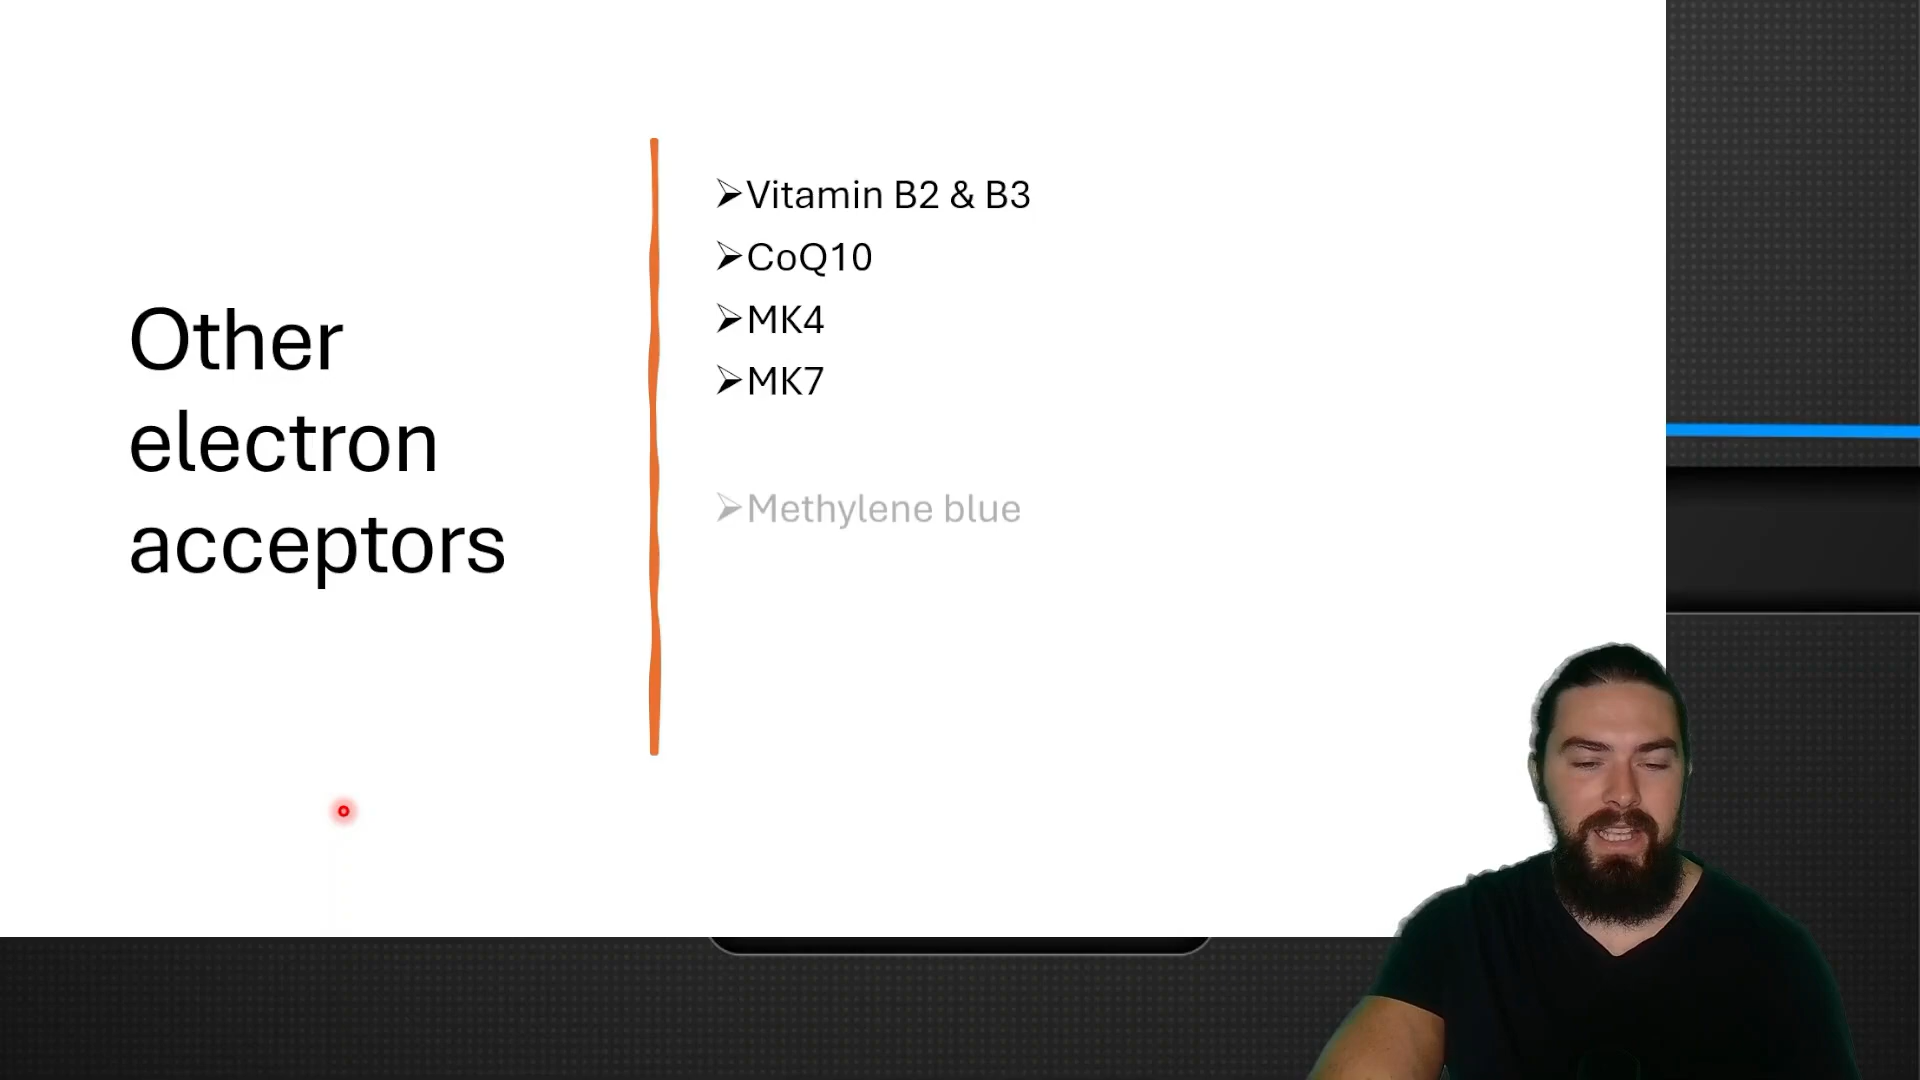 Other
electron
acceptors
➢Vitamin B2 & B3
➢CoQ10
➢MK4
➢MK7
➢Methylene blue